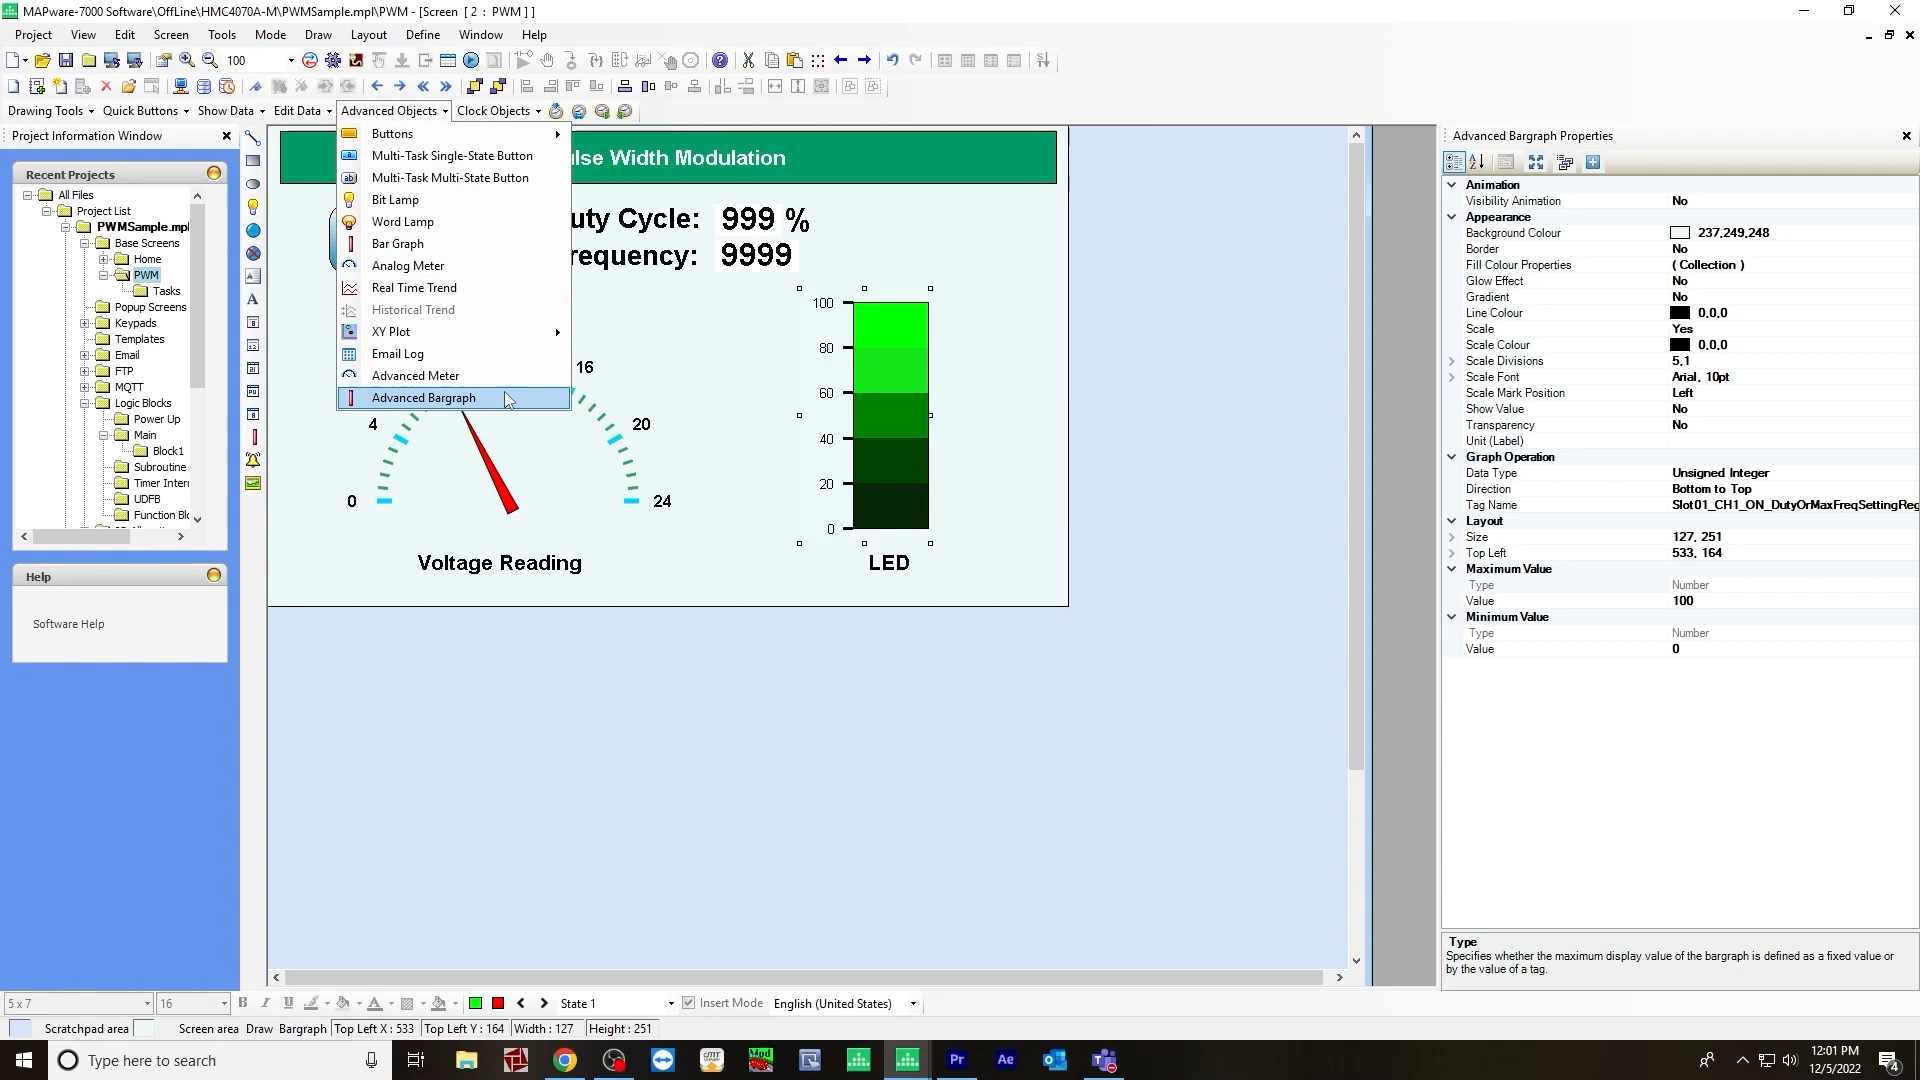 MAPware-7000 Software\OffLine\HMC4070A-M\PWMSample.mpl\PWM - [Screen  [ 2 :  PWM ] ]
Project View Edit Screen Tools Mode Draw Layout Define Window Help
100
Drawing Tools Quick Buttons Show Data Edit Data Advanced Objects Clock Objects
Project Information Window
Recent Projects
All Files
Project List
PWMSample.mpl
Base Screens
Home
PWM
Tasks
Popup Screens
Keypads
Templates
Email
FTP
MQTT
Logic Blocks
Power Up
Main
Block1
Subroutine
Timer Inter
UDFB
Function Blo
Help
Software Help
Buttons
Multi-Task Single-State Button
Multi-Task Multi-State Button
Bit Lamp
Word Lamp
Bar Graph
Analog Meter
Real Time Trend
Historical Trend
XY Plot
Email Log
Advanced Meter
Advanced Bargraph
lse Width Modulation
uty Cycle: 999 %
requency: 9999
100
80
60
40
20
0
16
4
20
0
24
Voltage Reading
LED
Advanced Bargraph Properties
Animation
Visibility Animation No
Appearance
Background Colour 237,249,248
Border No
Fill Colour Properties ( Collection )
Glow Effect No
Gradient No
Line Colour 0,0,0
Scale Yes
Scale Colour 0,0,0
Scale Divisions 5,1
Scale Font Arial, 10pt
Scale Mark Position Left
Show Value No
Transparency No
Unit (Label)
Graph Operation
Data Type Unsigned Integer
Direction Bottom to Top
Tag Name Slot01_CH1_ON_DutyOrMaxFreqSettingReg
Layout
Size 127, 251
Top Left 533, 164
Maximum Value
Type Number
Value 100
Minimum Value
Type Number
Value 0
Type
Specifies whether the maximum display value of the bargraph is defined as a fixed value or
by the value of a tag.
5 x 7 16 B I U A State 1 Insert Mode English (United States)
Scratchpad area Screen area Draw Bargraph Top Left X : 533 Top Left Y : 164 Width : 127 Height : 251
Type here to search
Pr Ae
12:01 PM
12/5/2022
4